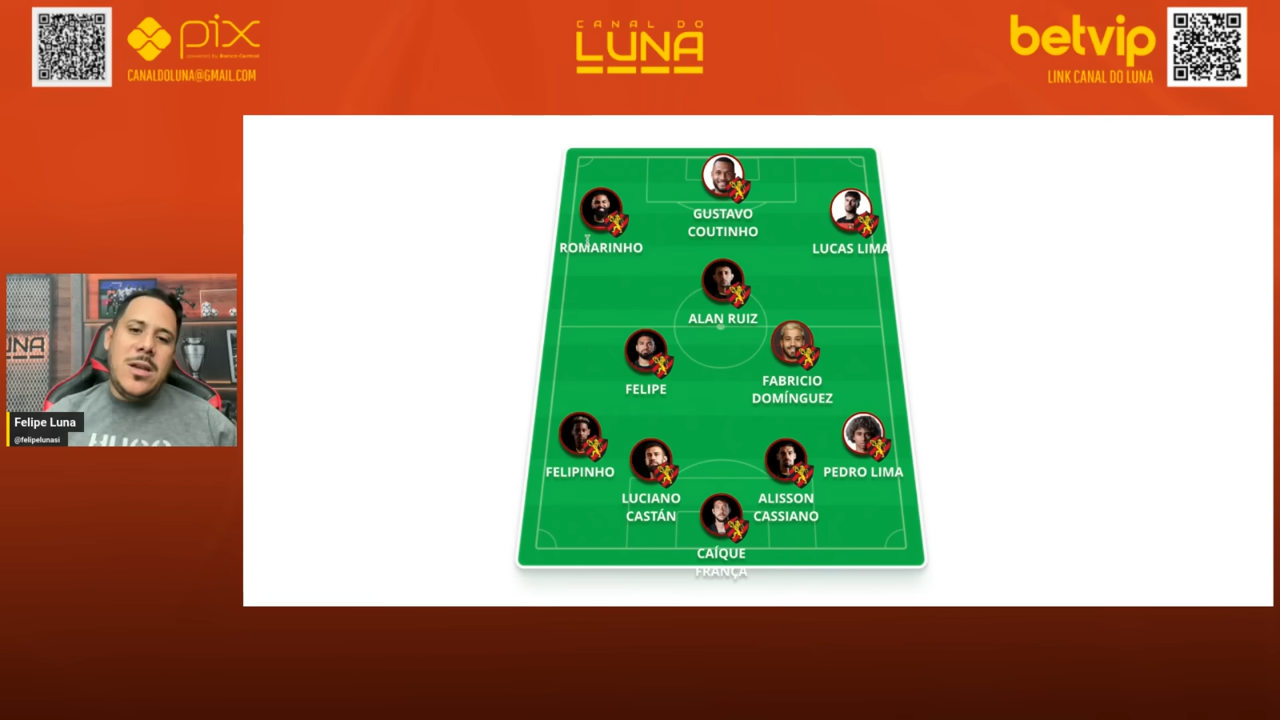 pix
powered by Banco Central
CANALDOLUNA@GMAIL.COM
CANAL DO
LUNA
betvip
LINK CANAL DO LUNA
GUSTAVO
COUTINHO
ROMARINHO
LUCAS LIMA
ALAN RUIZ
FELIPE
FABRICIO
DOMÍNGUEZ
FELIPINHO
PEDRO LIMA
LUCIANO
CASTÁN
ALISSON
CASSIANO
CAÍQUE
FRANÇA
UNA
Felipe Luna
@felipelunasi